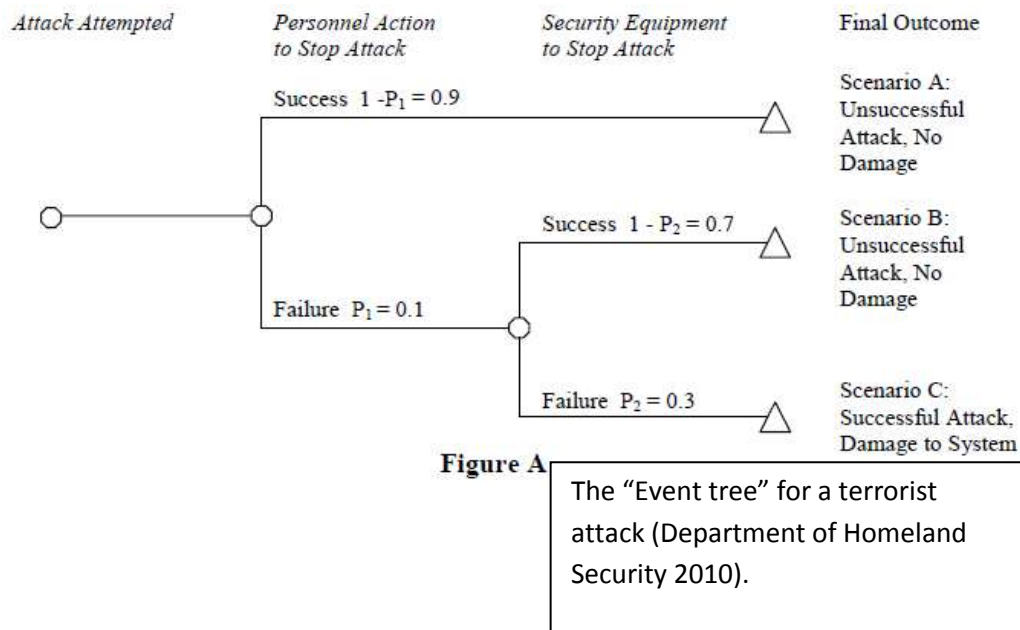 Attack Attempted
Personnel Action
to Stop Attack
Security Equipment
to Stop Attack
Final Outcome
Success 1 -P₁ = 0.9
Scenario A:
Unsuccessful
Attack, No
Damage
Success 1 - P₂ = 0.7
Scenario B:
Unsuccessful
Attack, No
Damage
Failure P₁ = 0.1
Failure P₂ = 0.3
Scenario C:
Successful Attack,
Damage to System
Figure A
The “Event tree” for a terrorist
attack (Department of Homeland
Security 2010).